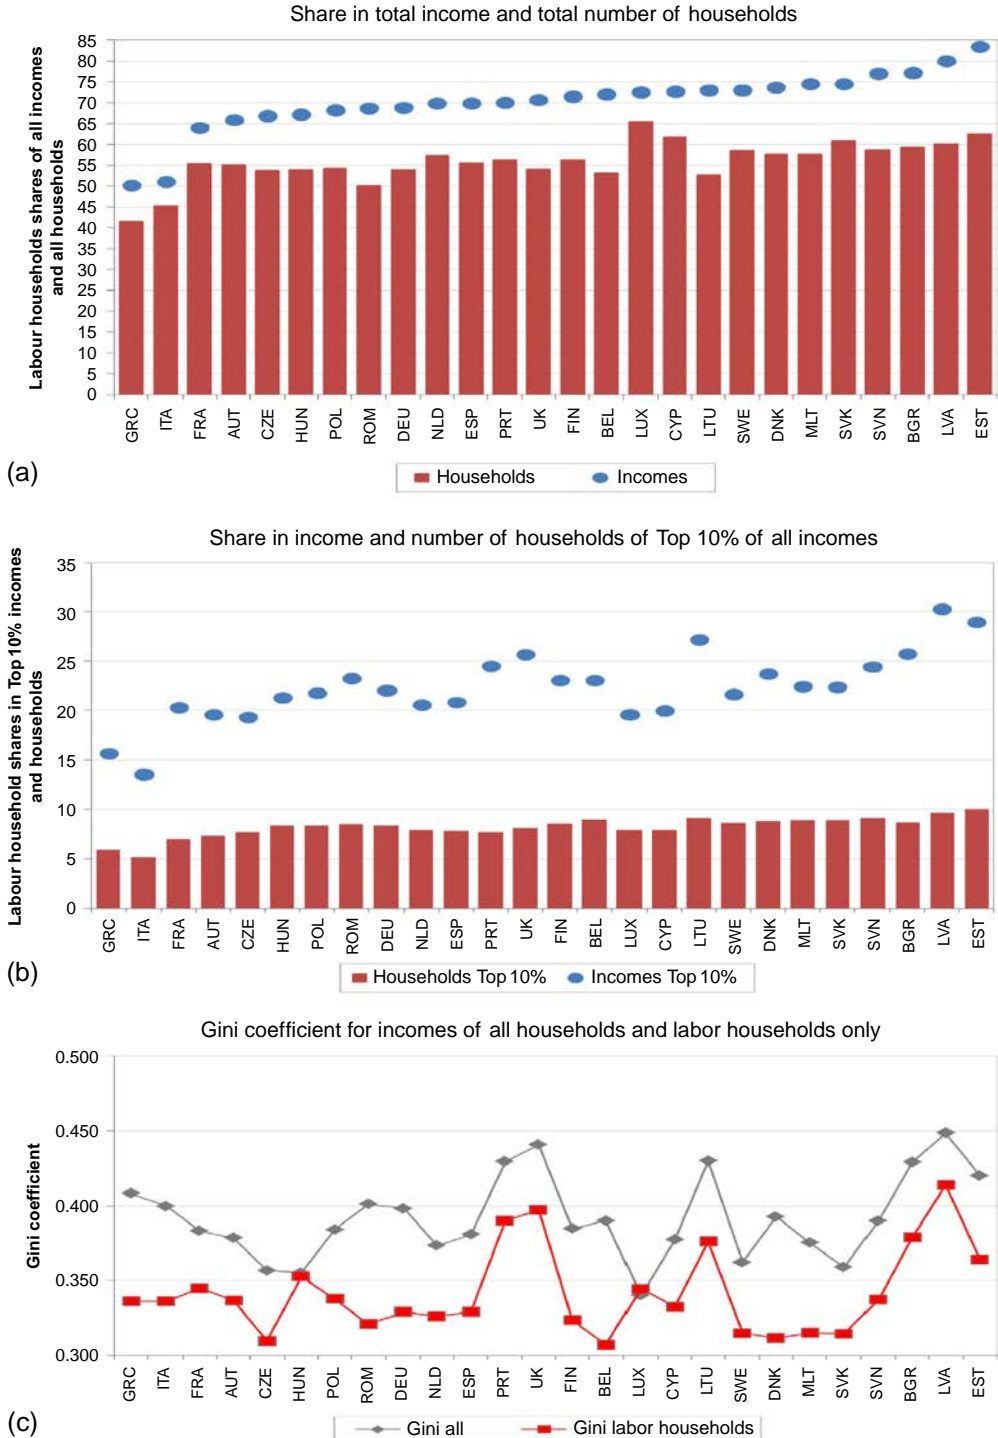 Share in total income and total number of households
Labour households shares of all incomes
and all households
85
80
75
70
65
60
55
50
45
40
35
30
25
20
15
10
5
0
GRC ITA FRA AUT CZE HUN POL ROM DEU NLD ESP PRT UK FIN BEL LUX CYP LTU SWE DNK MLT SVK SVN BGR LVA EST
(a)
Households Incomes
Share in income and number of households of Top 10% of all incomes
Labour household shares in Top 10% incomes
and households
35
30
25
20
15
10
5
0
GRC ITA FRA AUT CZE HUN POL ROM DEU NLD ESP PRT UK FIN BEL LUX CYP LTU SWE DNK MLT SVK SVN BGR LVA EST
(b)
Households Top 10% Incomes Top 10%
Gini coefficient for incomes of all households and labor households only
Gini coefficient
0.500
0.450
0.400
0.350
0.300
GRC ITA FRA AUT CZE HUN POL ROM DEU NLD ESP PRT UK FIN BEL LUX CYP LTU SWE DNK MLT SVK SVN BGR LVA EST
(c)
Gini all Gini labor households